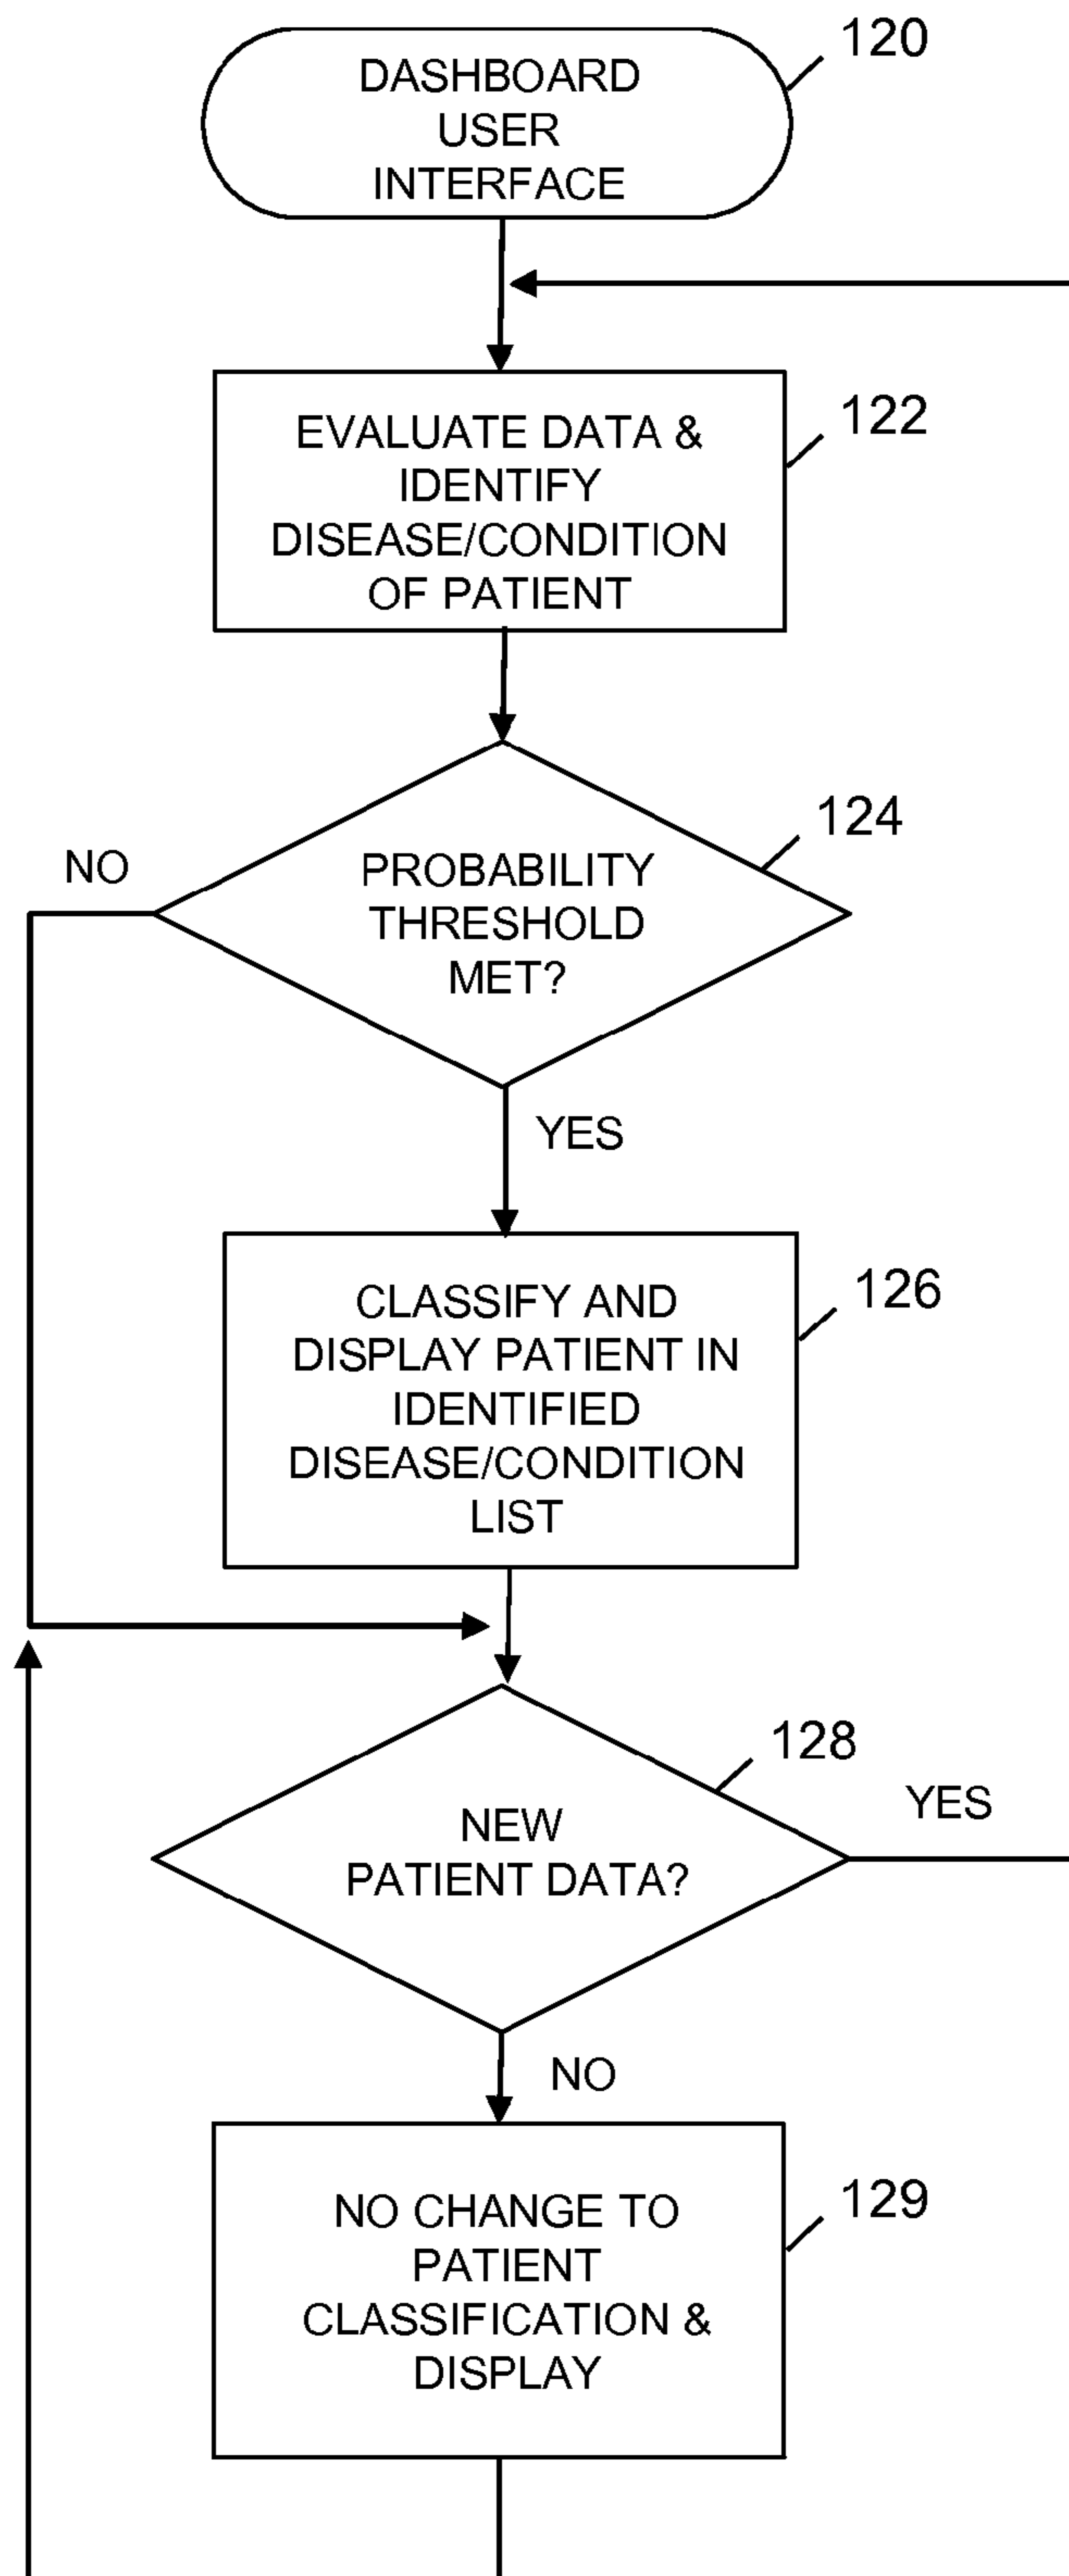 120
DASHBOARD
USER
INTERFACE
122
EVALUATE DATA &
IDENTIFY
DISEASE/CONDITION
OF PATIENT
124
NO
PROBABILITY
THRESHOLD
MET?
YES
126
CLASSIFY AND
DISPLAY PATIENT IN
IDENTIFIED
DISEASE/CONDITION
LIST
128
YES
NEW
PATIENT DATA?
NO
129
NO CHANGE TO
PATIENT
CLASSIFICATION &
DISPLAY